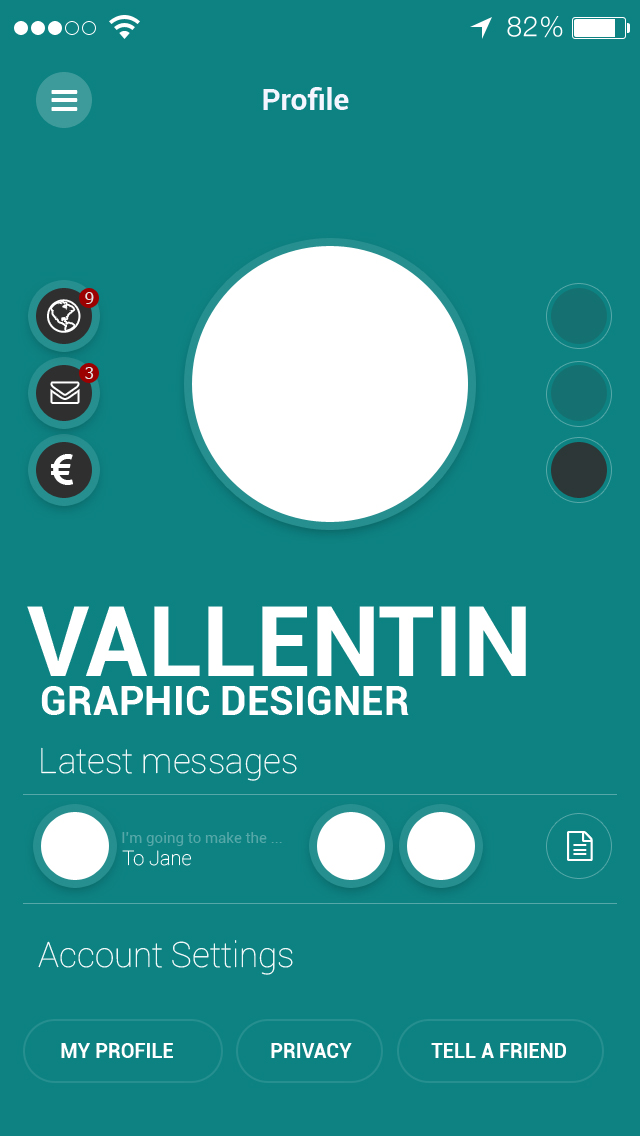 82%
Profile
9
3
€
VALLENTIN
GRAPHIC DESIGNER
Latest messages
I'm going to make the ...
To Jane
Account Settings
MY PROFILE
PRIVACY
TELL A FRIEND